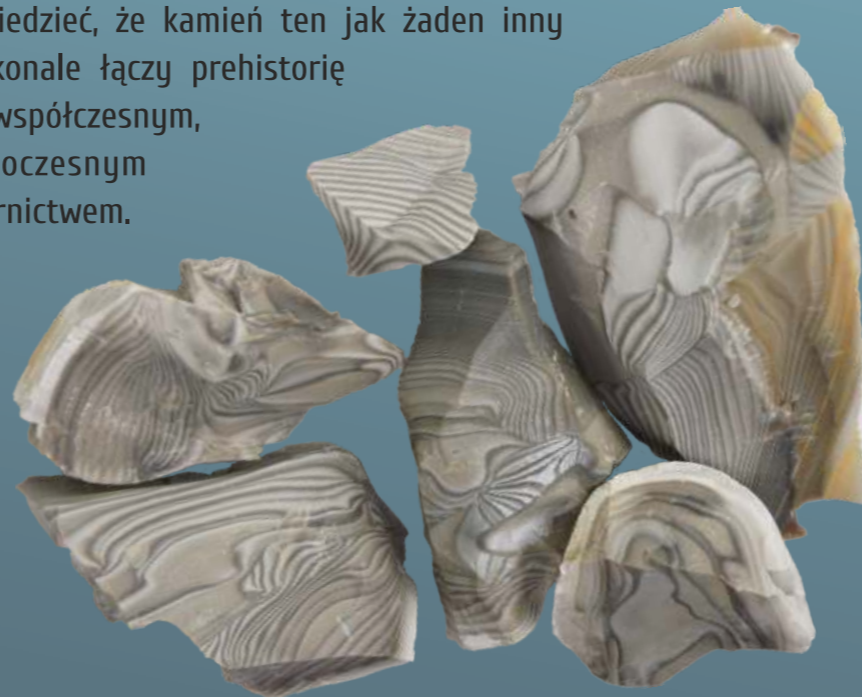 iedzieć, że kamień ten jak żaden inny
konale łączy prehistorię
współczesnym,
oczesnym
rnictwem.